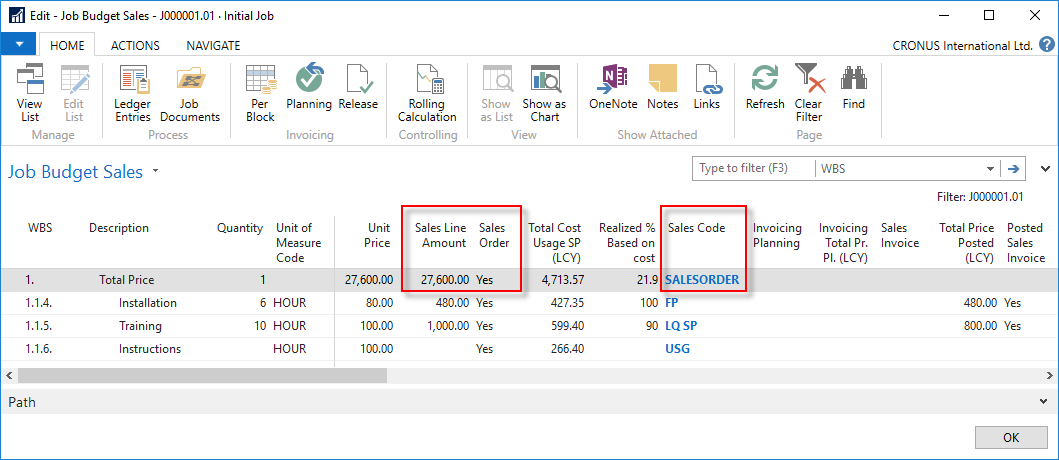 Edit - Job Budget Sales - J000001.01 · Initial Job
HOME ACTIONS NAVIGATE CRONUS International Ltd. ?
View List Edit List Ledger Entries Job Documents Per Block Planning Release Rolling Calculation Show as List Show as Chart OneNote Notes Links Refresh Clear Filter Find
Manage Process Invoicing Controlling View Show Attached Page
Job Budget Sales Type to filter (F3) WBS
Filter: J000001.01
WBS Description Quantity Unit of Measure Code Unit Price Sales Line Amount Sales Order Total Cost Usage SP (LCY) Realized % Based on cost Sales Code Invoicing Planning Invoicing Total Pr. Pl. (LCY) Sales Invoice Total Price Posted (LCY) Posted Sales Invoice
1. Total Price 1 27,600.00 27,600.00 Yes 4,713.57 21.9 SALESORDER
1.1.4. Installation 6 HOUR 80.00 480.00 Yes 427.35 100 FP 480.00 Yes
1.1.5. Training 10 HOUR 100.00 1,000.00 Yes 599.40 90 LQ SP 800.00 Yes
1.1.6. Instructions HOUR 100.00 Yes 266.40 USG
Path
OK